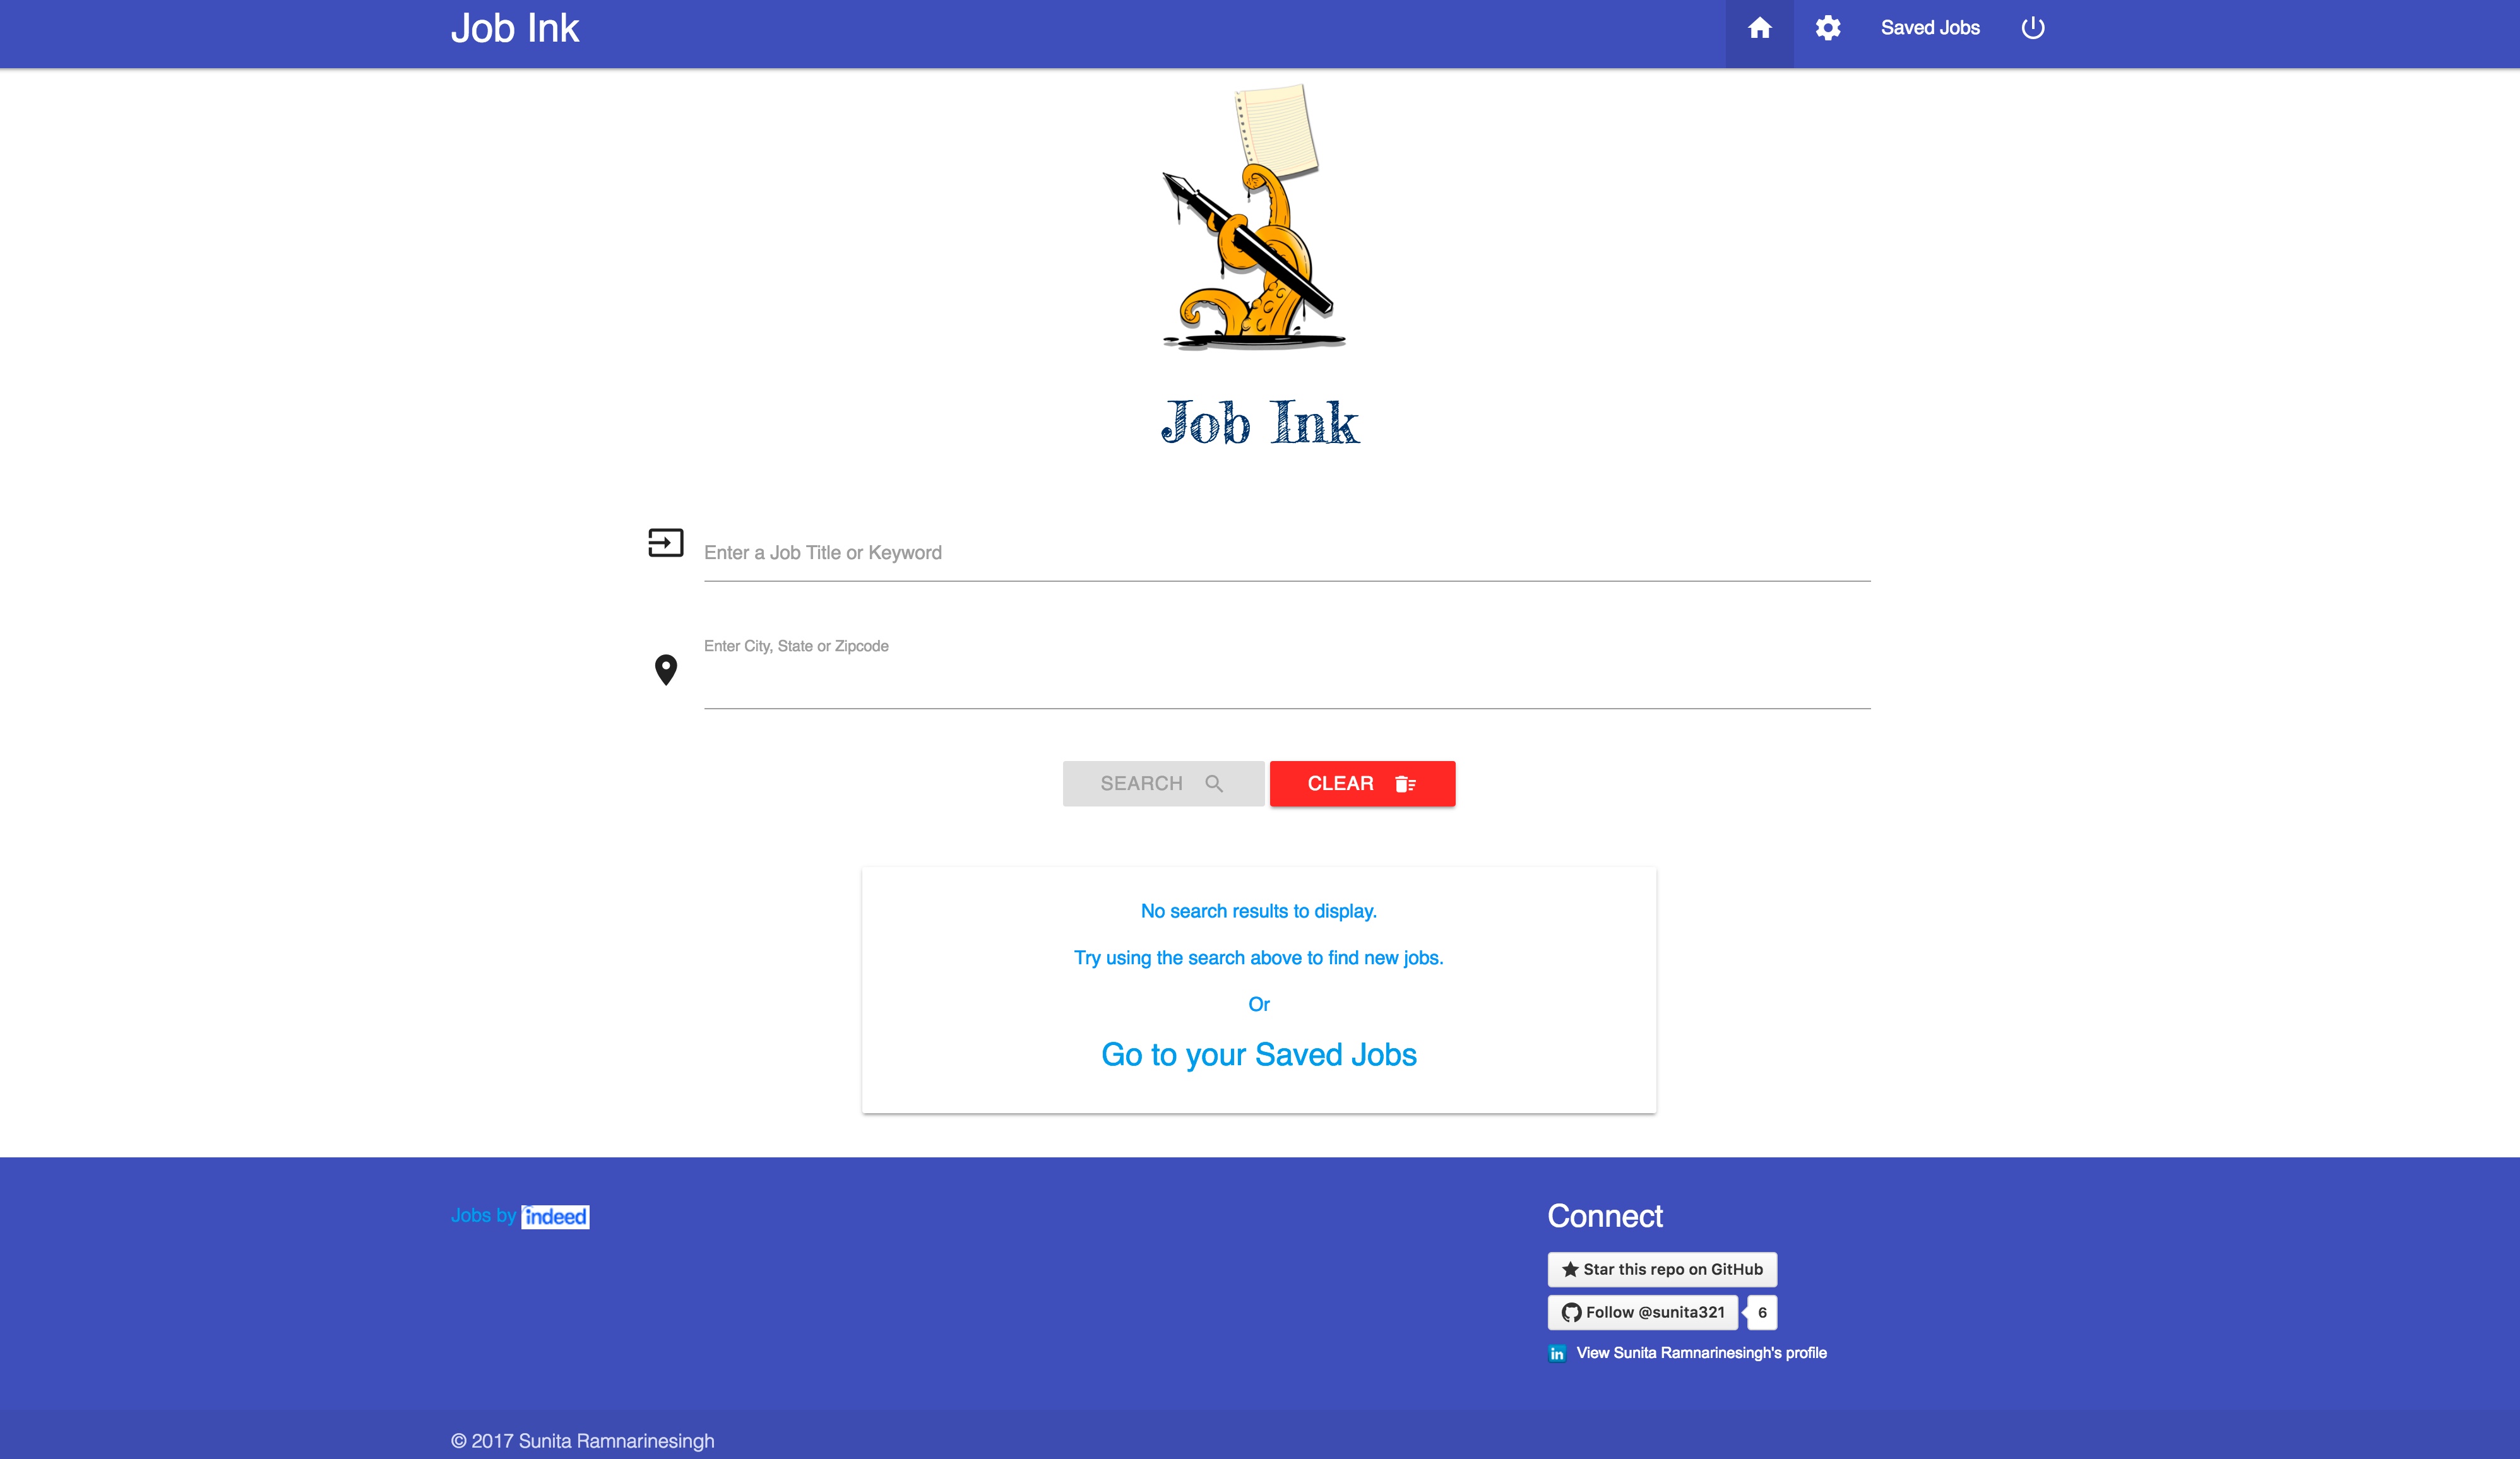 Job Ink
Saved Jobs
Job Ink
Enter a Job Title or Keyword
Enter City, State or Zipcode
SEARCH
CLEAR
No search results to display.
Try using the search above to find new jobs.
Or
Go to your Saved Jobs
Jobs by indeed
Connect
Star this repo on GitHub
Follow @sunita321 6
in View Sunita Ramnarinesingh's profile
© 2017 Sunita Ramnarinesingh